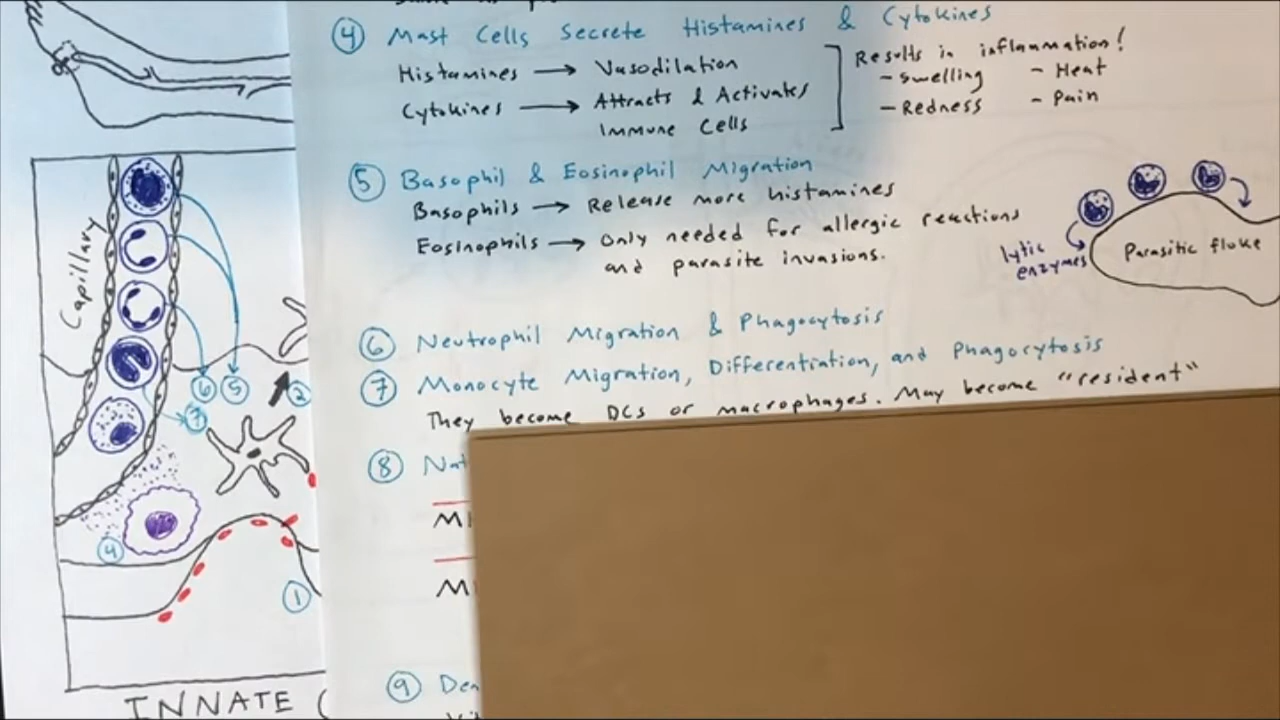 ④ Mast Cells Secrete Histamines & Cytokines
Histamines → Vasodilation
Cytokines → Attracts & Activates
Immune Cells
Results in inflammation!
- Swelling - Heat
- Redness - Pain
⑤ Basophil & Eosinophil Migration
Basophils → Release more histamines
Eosinophils → Only needed for allergic reactions
and parasite invasions.
lytic
enzymes
Parasitic fluke
⑥ Neutrophil Migration & Phagocytosis
⑦ Monocyte Migration, Differentiation, and Phagocytosis
They become DCs or macrophages. May become "resident"
⑧ Nat
⑨ Den
Capillary
⑥ ⑤ ②
⑦
④
①
INNATE